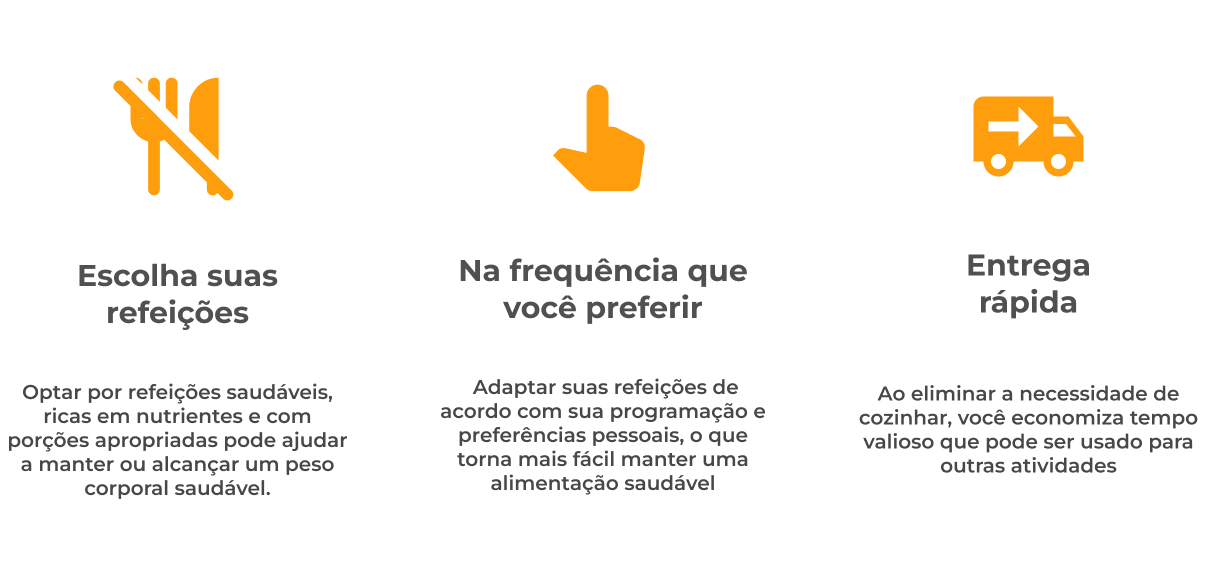 Escolha suas
refeições
Optar por refeições saudáveis,
ricas em nutrientes e com
porções apropriadas pode ajudar
a manter ou alcançar um peso
corporal saudável.
Na frequência que
você preferir
Adaptar suas refeições de
acordo com sua programação e
preferências pessoais, o que
torna mais fácil manter uma
alimentação saudável
Entrega
rápida
Ao eliminar a necessidade de
cozinhar, você economiza tempo
valioso que pode ser usado para
outras atividades